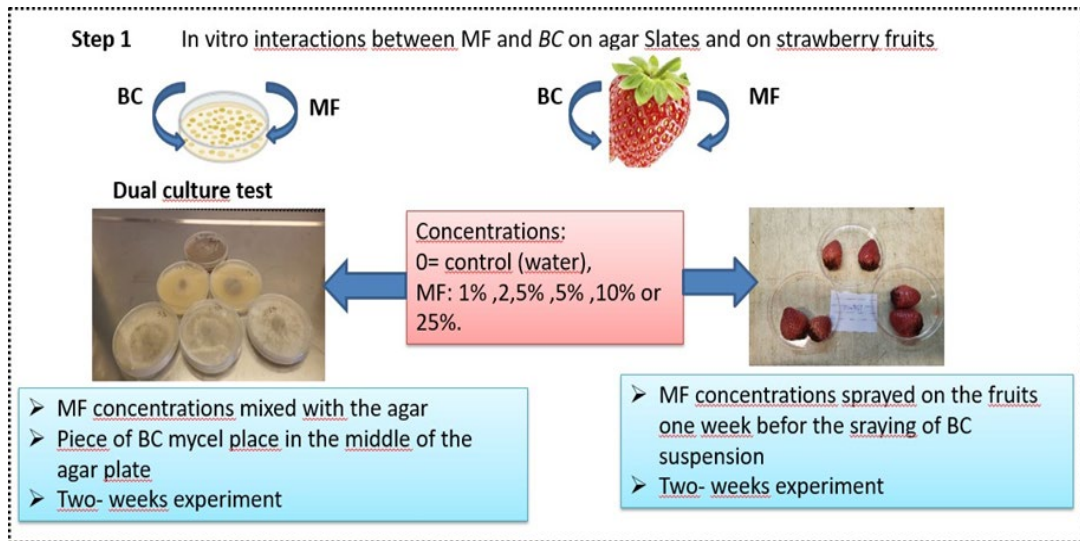 Step 1 In vitro interactions between MF and BC on agar Slates and on strawberry fruits
BC
MF
BC
MF
Dual culture test
Concentrations:
0= control (water),
MF: 1% ,2,5% ,5% ,10% or
25%.
➢ MF concentrations mixed with the agar
➢ Piece of BC mycel place in the middle of the
agar plate
➢ Two- weeks experiment
➢ MF concentrations sprayed on the fruits
one week befor the sraying of BC
suspension
➢ Two- weeks experiment